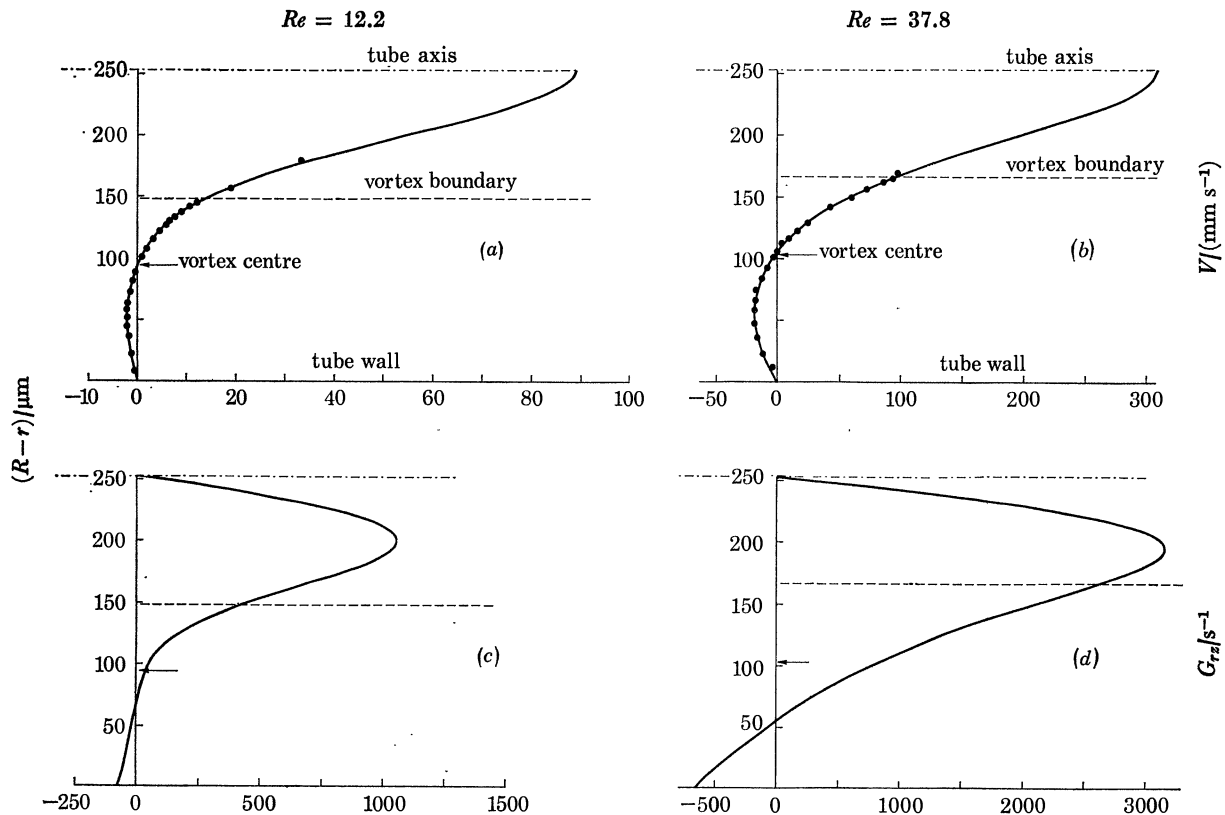 Re = 12.2
Re = 37.8
tube axis
250
200
150
100
vortex boundary
vortex centre
(a)
tube wall
−10 0 20 40 60 80 100
tube axis
250
200
150
100
vortex boundary
vortex centre
(b)
tube wall
−50 0 100 200 300
V/(mm s⁻¹)
(R−r)/μm
250
200
150
100
50
(c)
−250 0 500 1000 1500
250
200
150
100
50
(d)
−500 0 1000 2000 3000
G_rz/s⁻¹